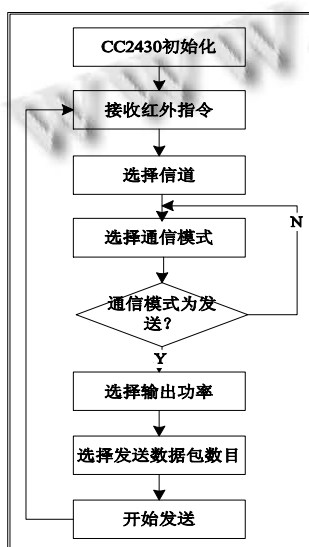 WWW
CC2430初始化
接收红外指令
选择信道
N
选择通信模式
通信模式为发
送?
Y
选择输出功率
选择发送数据包数目
开始发送